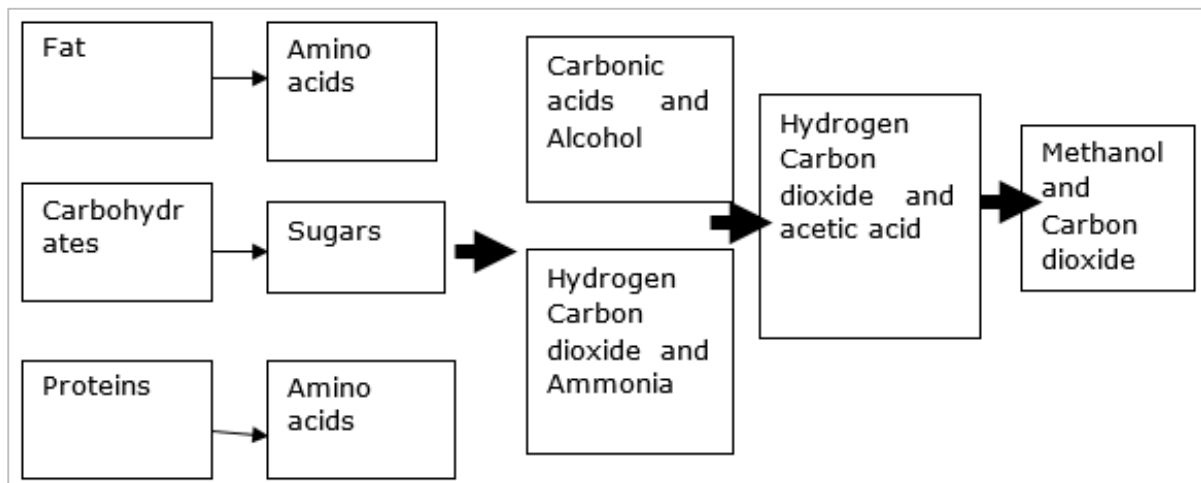 Fat
Amino
acids
Carbohydr
ates
Sugars
Proteins
Amino
acids
Carbonic
acids and
Alcohol
Hydrogen
Carbon
dioxide and
Ammonia
Hydrogen
Carbon
dioxide and
acetic acid
Methanol
and
Carbon
dioxide